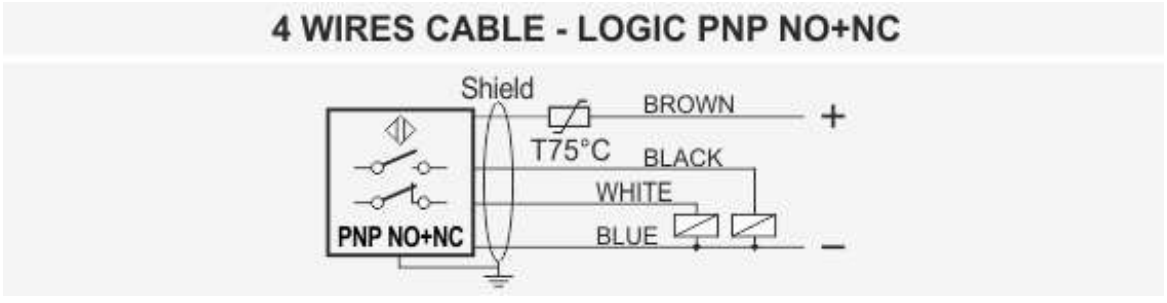 4 WIRES CABLE - LOGIC PNP NO+NC
Shield
BROWN
+
T75°C
BLACK
WHITE
PNP NO+NC
BLUE
−